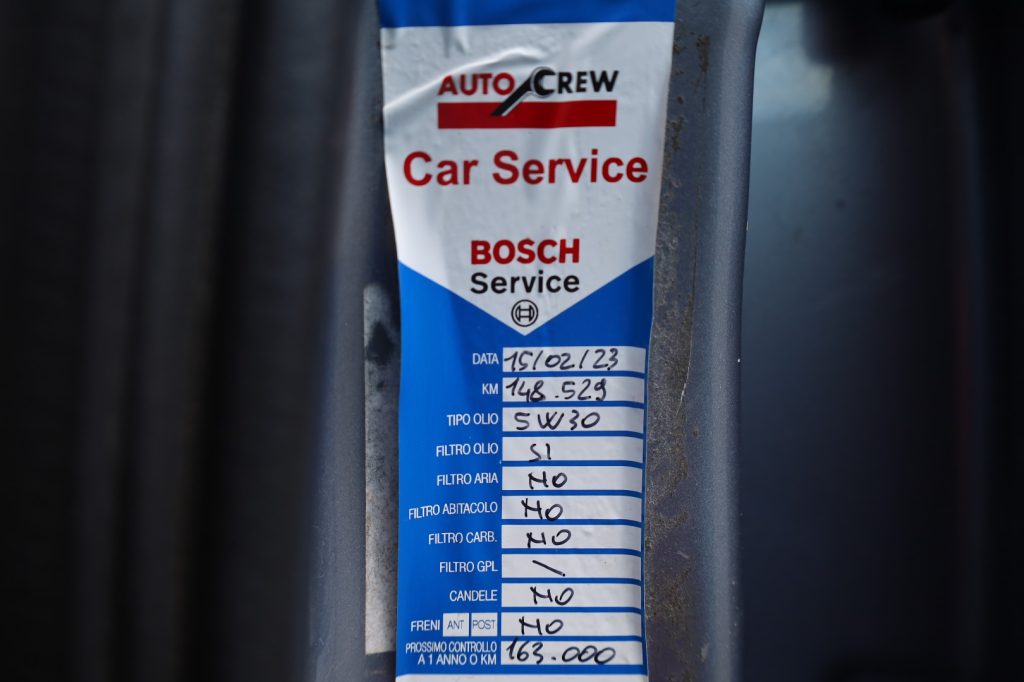 AUTO CREW
Car Service
BOSCH
Service
DATA 15/02/23
KM 148.529
TIPO OLIO 5W30
FILTRO OLIO SI
FILTRO ARIA NO
FILTRO ABITACOLO NO
FILTRO CARB. NO
FILTRO GPL \
CANDELE NO
FRENI ANT POST NO
PROSSIMO CONTROLLO
A 1 ANNO O KM 163.000